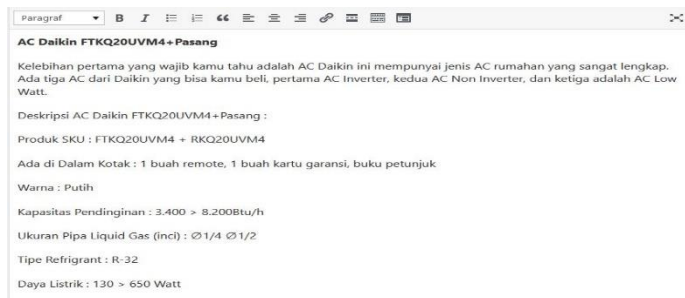 Paragraf
AC Daikin FTKQ20UVM4+Pasang
Kelebihan pertama yang wajib kamu tahu adalah AC Daikin ini mempunyai jenis AC rumahan yang sangat lengkap.
Ada tiga AC dari Daikin yang bisa kamu beli, pertama AC Inverter, kedua AC Non Inverter, dan ketiga adalah AC Low
Watt.
Deskripsi AC Daikin FTKQ20UVM4+Pasang :
Produk SKU : FTKQ20UVM4 + RKQ20UVM4
Ada di Dalam Kotak : 1 buah remote, 1 buah kartu garansi, buku petunjuk
Warna : Putih
Kapasitas Pendinginan : 3.400 > 8.200Btu/h
Ukuran Pipa Liquid Gas (inci) : ∅1/4 ∅1/2
Tipe Refrigrant : R-32
Daya Listrik : 130 > 650 Watt